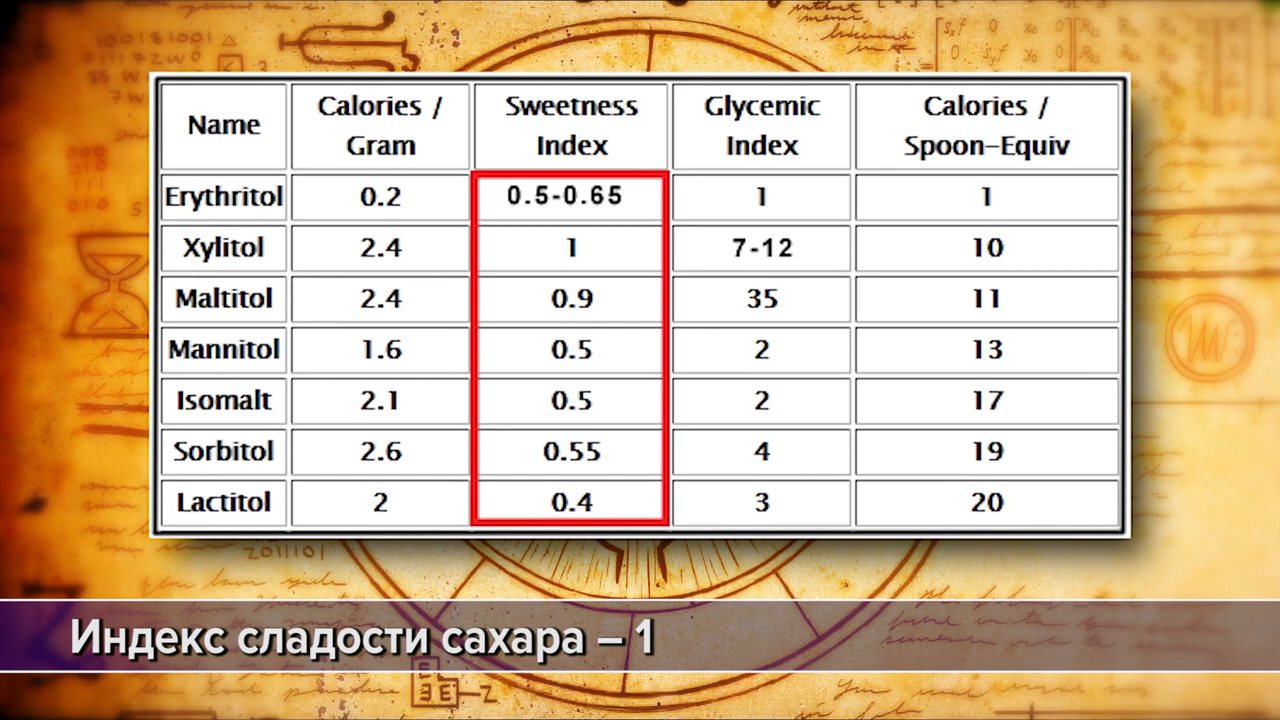 Name Calories / Gram Sweetness Index Glycemic Index Calories / Spoon-Equiv
Erythritol 0.2 0.5-0.65 1 1
Xylitol 2.4 1 7-12 10
Maltitol 2.4 0.9 35 11
Mannitol 1.6 0.5 2 13
Isomalt 2.1 0.5 2 17
Sorbitol 2.6 0.55 4 19
Lactitol 2 0.4 3 20
2011101
Индекс сладости сахара – 1